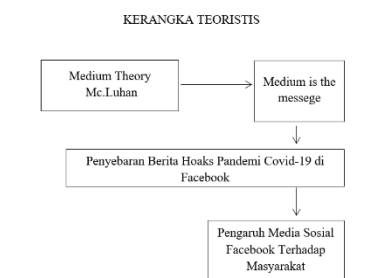 KERANGKA TEORISTIS
Medium Theory
Mc.Luhan
Medium is the
messege
Penyebaran Berita Hoaks Pandemi Covid-19 di
Facebook
Pengaruh Media Sosial
Facebook Terhadap
Masyarakat